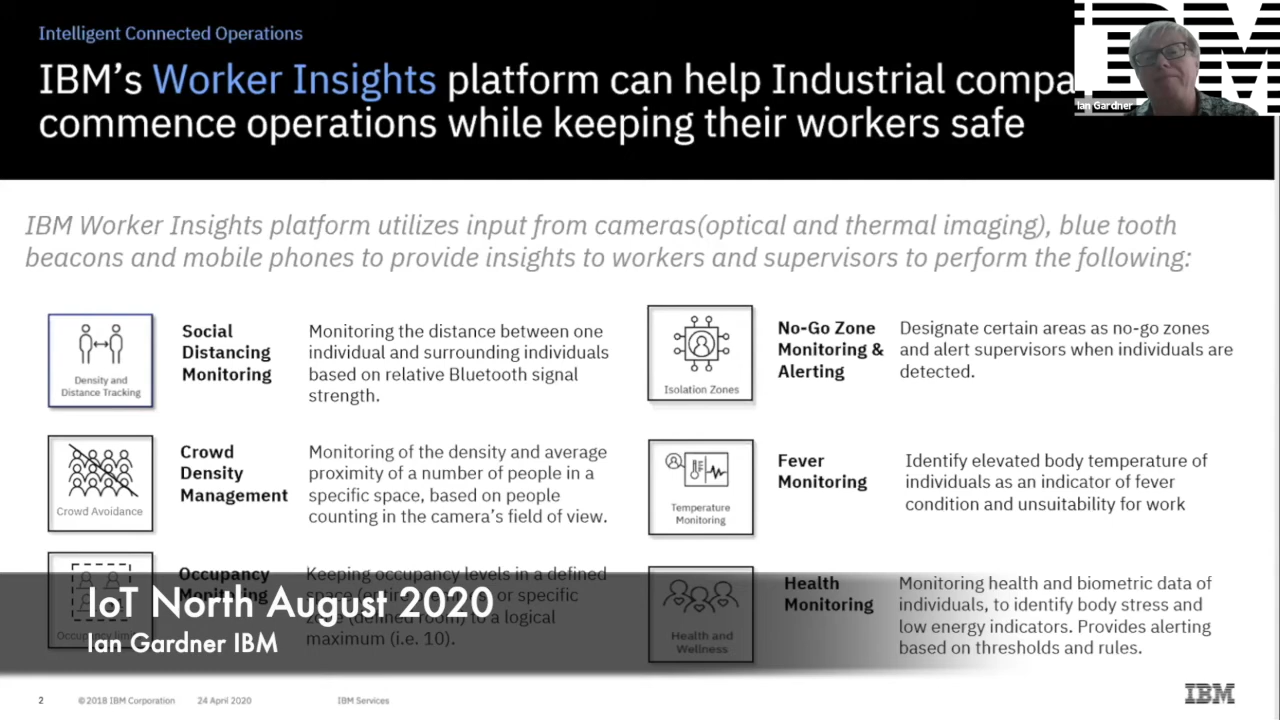 Intelligent Connected Operations
IBM's Worker Insights platform can help Industrial compa
commence operations while keeping their workers safe
IBM
Ian Gardner
IBM Worker Insights platform utilizes input from cameras(optical and thermal imaging), blue tooth
beacons and mobile phones to provide insights to workers and supervisors to perform the following:
Density and
Distance Tracking
Social
Distancing
Monitoring
Monitoring the distance between one
individual and surrounding individuals
based on relative Bluetooth signal
strength.
Crowd Avoidance
Crowd
Density
Management
Monitoring of the density and average
proximity of a number of people in a
specific space, based on people
counting in the camera's field of view.
Occupancy
Keeping occupancy levels in a defined
space or specific
zone (defined room) to a logical
maximum (i.e. 10).
Isolation Zones
No-Go Zone
Monitoring &
Alerting
Designate certain areas as no-go zones
and alert supervisors when individuals are
detected.
Temperature
Monitoring
Fever
Monitoring
Identify elevated body temperature of
individuals as an indicator of fever
condition and unsuitability for work
Health and
Wellness
Health
Monitoring
Monitoring health and biometric data of
individuals, to identify body stress and
low energy indicators. Provides alerting
based on thresholds and rules.
IoT North August 2020
Ian Gardner IBM
2
© 2018 IBM Corporation
24 April 2020
IBM Services
IBM